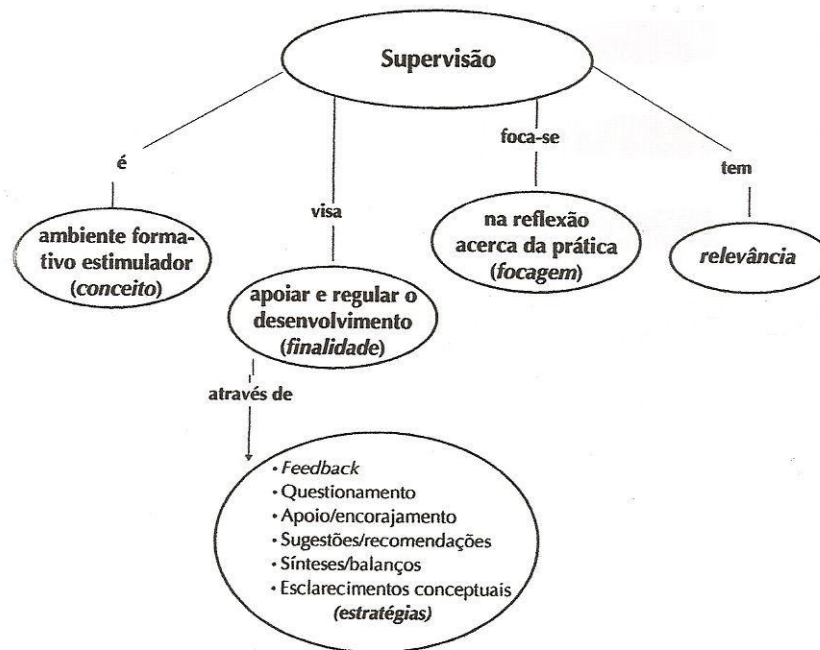 Supervisão
é
visa
foca-se
tem
ambiente forma-
tivo estimulador
(conceito)
apoiar e regular o
desenvolvimento
(finalidade)
na reflexão
acerca da prática
(focagem)
relevância
através de
• Feedback
• Questionamento
• Apoio/encorajamento
• Sugestões/recomendações
• Sínteses/balanços
• Esclarecimentos conceptuais
(estratégias)